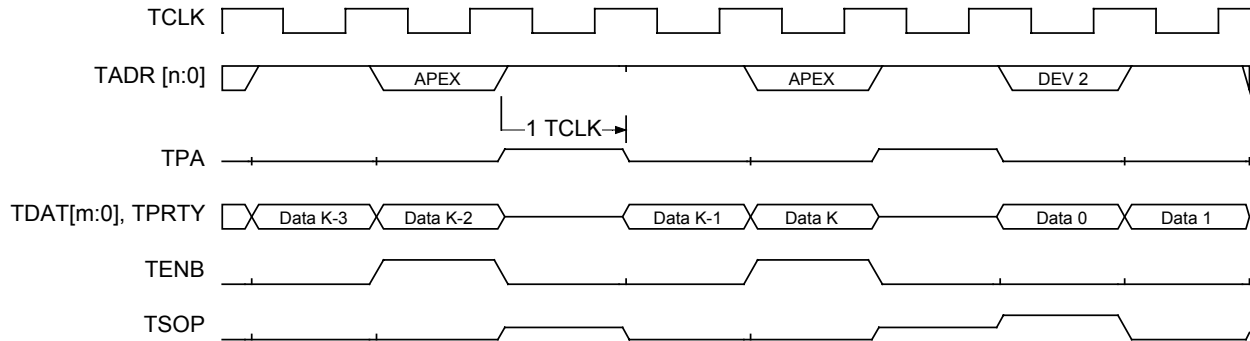 TCLK
TADR [n:0] APEX APEX DEV 2
1 TCLK
TPA
TDAT[m:0], TPRTY Data K-3 Data K-2 Data K-1 Data K Data 0 Data 1
TENB
TSOP